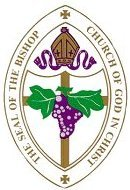 THE SEAL OF THE BISHOP
CHURCH OF GOD IN CHRIST